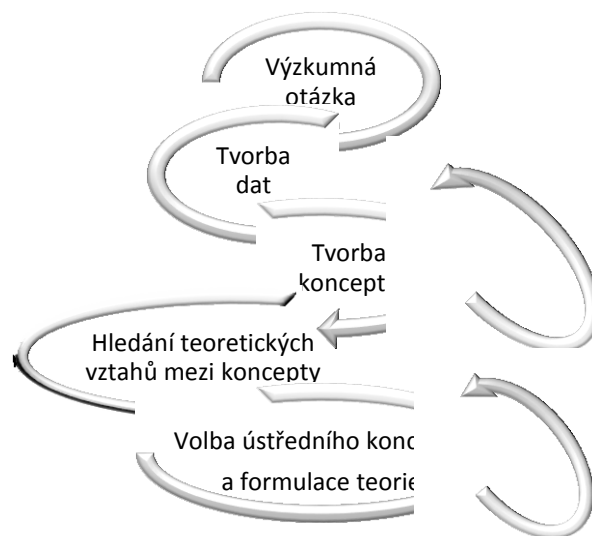 Výzkumná
otázka
Tvorba
dat
Tvorba
koncept
Hledání teoretických
vztahů mezi koncepty
Volba ústředního konc
a formulace teorie